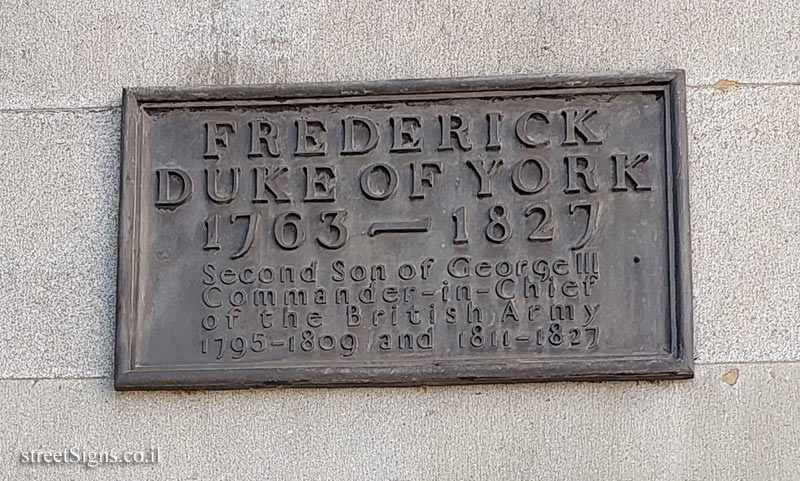 FREDERICK
DUKE OF YORK
1763 — 1827
Second Son of George III
Commander-in-Chief
of the British Army
1795-1809 and 1811-1827
streetSigns.co.il